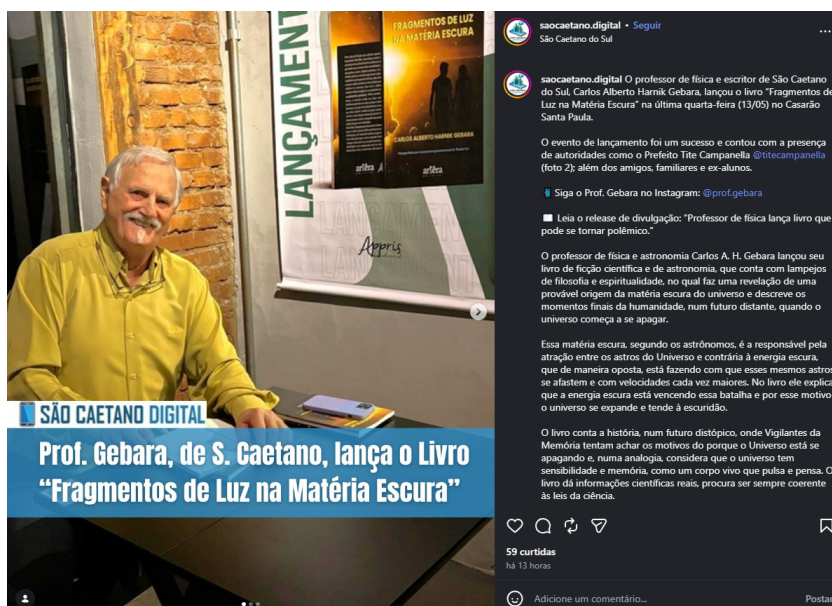 LANÇAMENTO
FRAGMENTOS DE LUZ
NA MATÉRIA ESCURA
CARLOS ALBERTO HARNIK GEBARA
artêra
artêra
Appris
SÃO CAETANO DIGITAL
Prof. Gebara, de S. Caetano, lança o Livro
“Fragmentos de Luz na Matéria Escura”
saocaetano.digital • Seguir
São Caetano do Sul
saocaetano.digital O professor de física e escritor de São Caetano
do Sul, Carlos Alberto Harnik Gebara, lançou o livro "Fragmentos de
Luz na Matéria Escura" na última quarta-feira (13/05) no Casarão
Santa Paula.
O evento de lançamento foi um sucesso e contou com a presença
de autoridades como o Prefeito Tite Campanella @titecampanella
(foto 2); além dos amigos, familiares e ex-alunos.
Siga o Prof. Gebara no Instagram: @prof.gebara
Leia o release de divulgação: "Professor de física lança livro que
pode se tornar polêmico."
O professor de física e astronomia Carlos A. H. Gebara lançou seu
livro de ficção científica e de astronomia, que conta com lampejos
de filosofia e espiritualidade, no qual faz uma revelação de uma
provável origem da matéria escura do universo e descreve os
momentos finais da humanidade, num futuro distante, quando o
universo começa a se apagar.
Essa matéria escura, segundo os astrônomos, é a responsável pela
atração entre os astros do Universo e contrária à energia escura,
que de maneira oposta, está fazendo com que esses mesmos astros
se afastem e com velocidades cada vez maiores. No livro ele explica
que a energia escura está vencendo essa batalha e por esse motivo
o universo se expande e tende à escuridão.
O livro conta a história, num futuro distópico, onde Vigilantes da
Memória tentam achar os motivos do porque o Universo está se
apagando e, numa analogia, considera que o universo tem
sensibilidade e memória, como um corpo vivo que pulsa e pensa. O
livro dá informações científicas reais, procura ser sempre coerente
às leis da ciência.
59 curtidas
há 13 horas
Adicione um comentário...
Postar